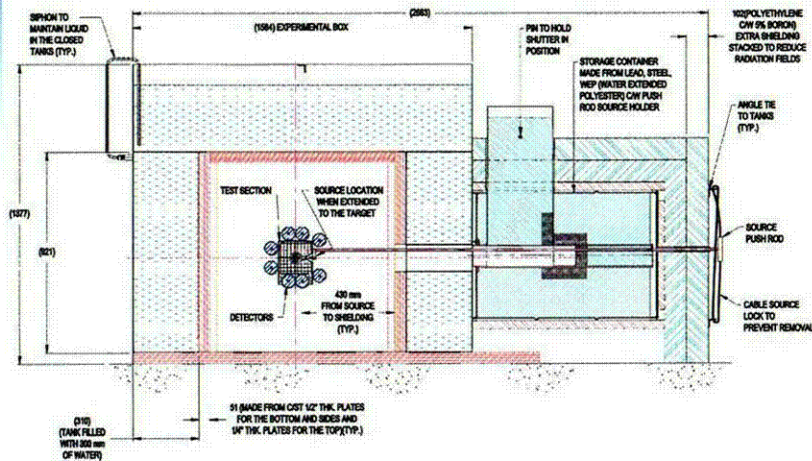 SIPHON TO
MAINTAIN LIQUID
IN THE CLOSED
TANKS (TYP.)
(2683)
(1584) EXPERIMENTAL BOX
PIN TO HOLD
SHUTTER IN
POSITION
102(POLYETHYLENE
C/W 5% BORON)
EXTRA SHIELDING
STACKED TO REDUCE
RADIATION FIELDS
STORAGE CONTAINER
MADE FROM LEAD, STEEL,
WEP (WATER EXTENDED
POLYESTER) C/W PUSH
ROD SOURCE HOLDER
ANGLE TIE
TO TANKS
(TYP.)
TEST SECTION
SOURCE LOCATION
WHEN EXTENDED
TO THE TARGET
(1377)
(921)
SOURCE
PUSH ROD
430 mm
FROM SOURCE
TO SHIELDING
(TYP.)
DETECTORS
CABLE SOURCE
LOCK TO
PREVENT REMOVAL
(310)
(TANK FILLED
WITH 300 mm
OF WATER)
51 (MADE FROM C/ST 1/2" THK. PLATES
FOR THE BOTTOM AND SIDES AND
1/4" THK. PLATES FOR THE TOP)(TYP.)